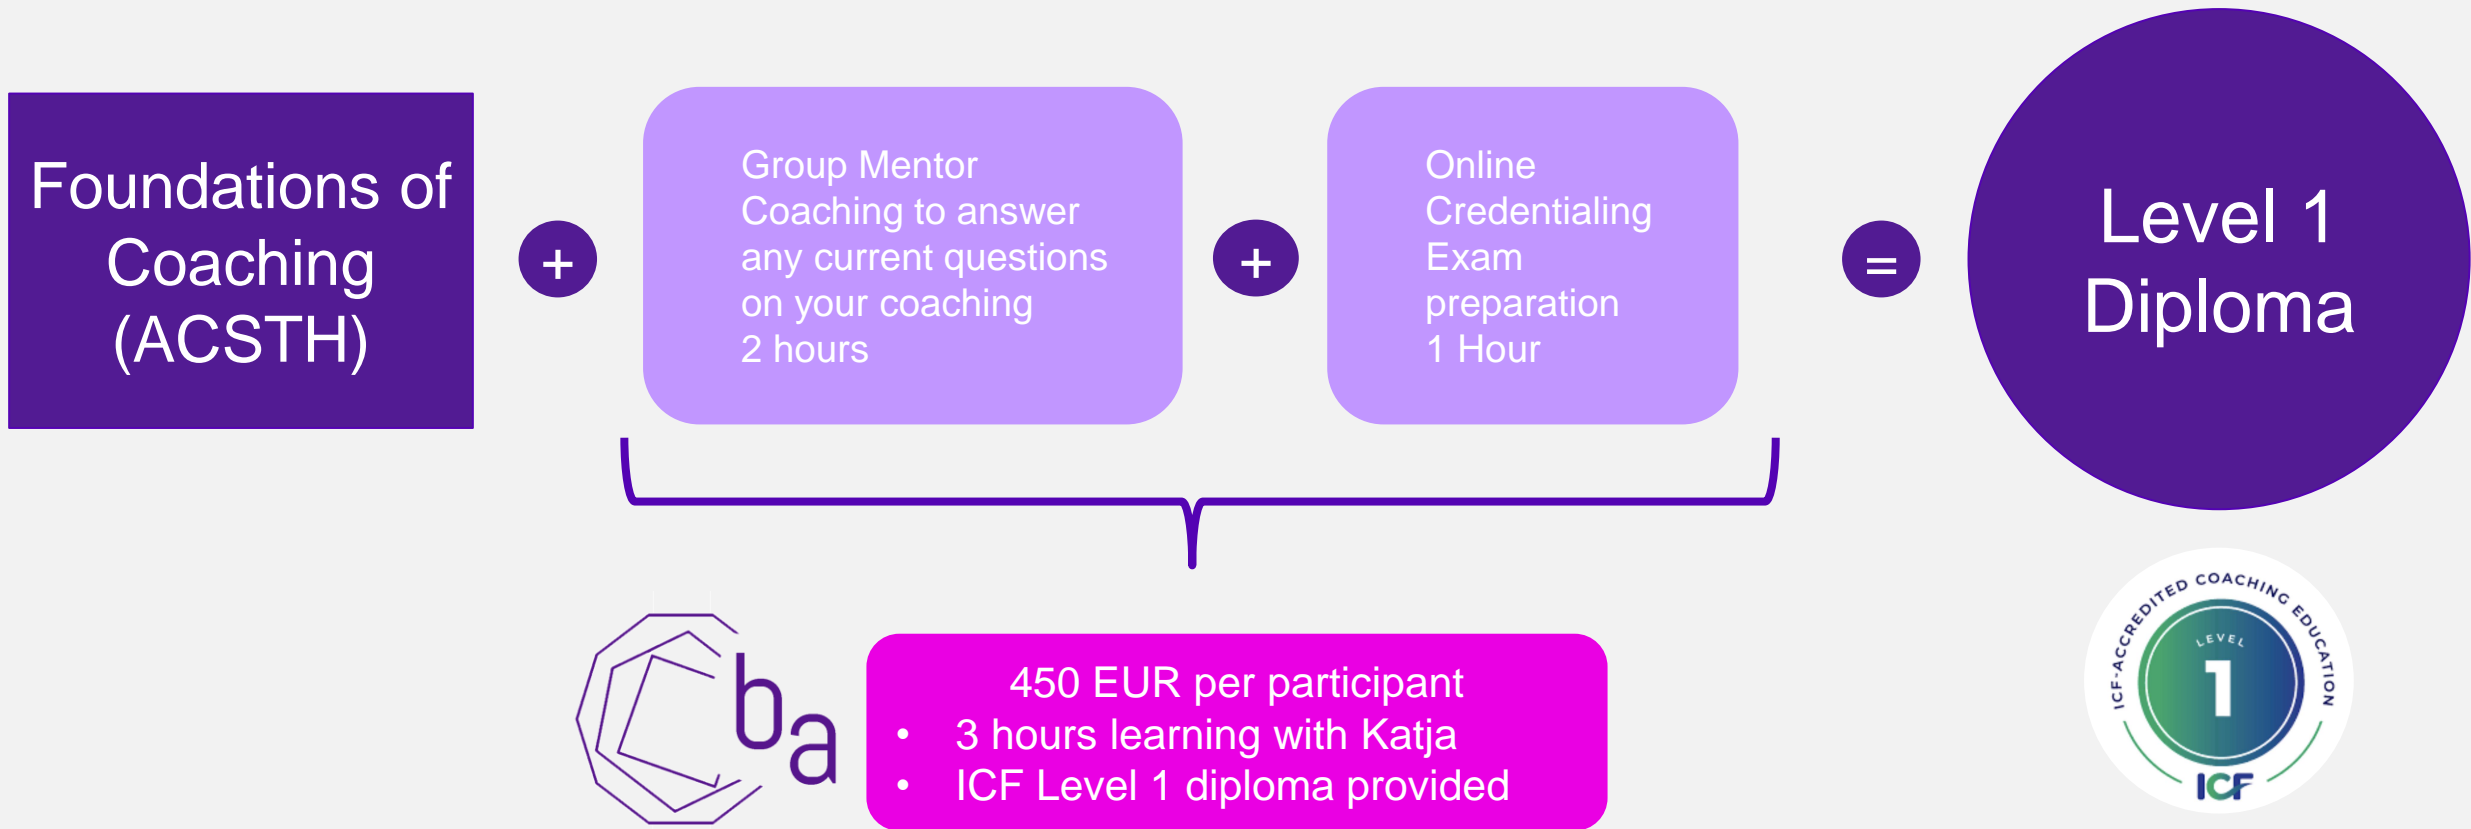 Foundations of
Coaching
(ACSTH)
+
Group Mentor
Coaching to answer
any current questions
on your coaching
2 hours
+
Online
Credentialing
Exam
preparation
1 Hour
=
Level 1
Diploma
ba
450 EUR per participant
• 3 hours learning with Katja
• ICF Level 1 diploma provided
ICF-ACCREDITED COACHING EDUCATION
LEVEL
1
ICF